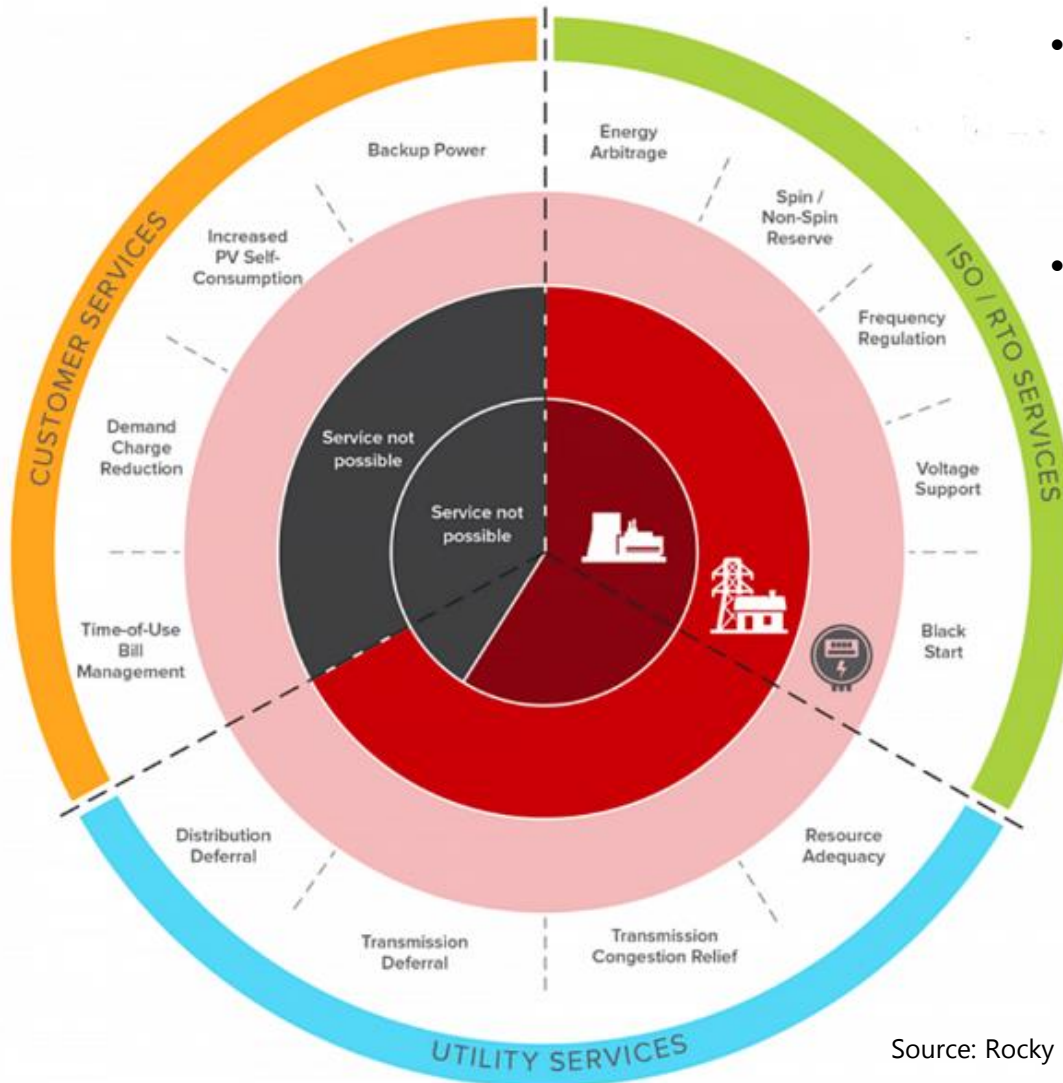 CUSTOMER SERVICES
ISO / RTO SERVICES
UTILITY SERVICES
Backup Power
Energy
Arbitrage
Spin /
Non-Spin
Reserve
Increased
PV Self-
Consumption
Frequency
Regulation
Demand
Charge
Reduction
Service not
possible
Service not
possible
Voltage
Support
Time-of-Use
Bill
Management
Black
Start
Distribution
Deferral
Resource
Adequacy
Transmission
Deferral
Transmission
Congestion Relief
Source: Rocky